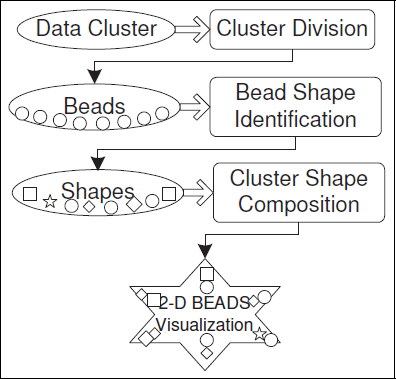 Data Cluster
Cluster Division
Beads
Bead Shape
Identification
Shapes
Cluster Shape
Composition
2-D BEADS
Visualization